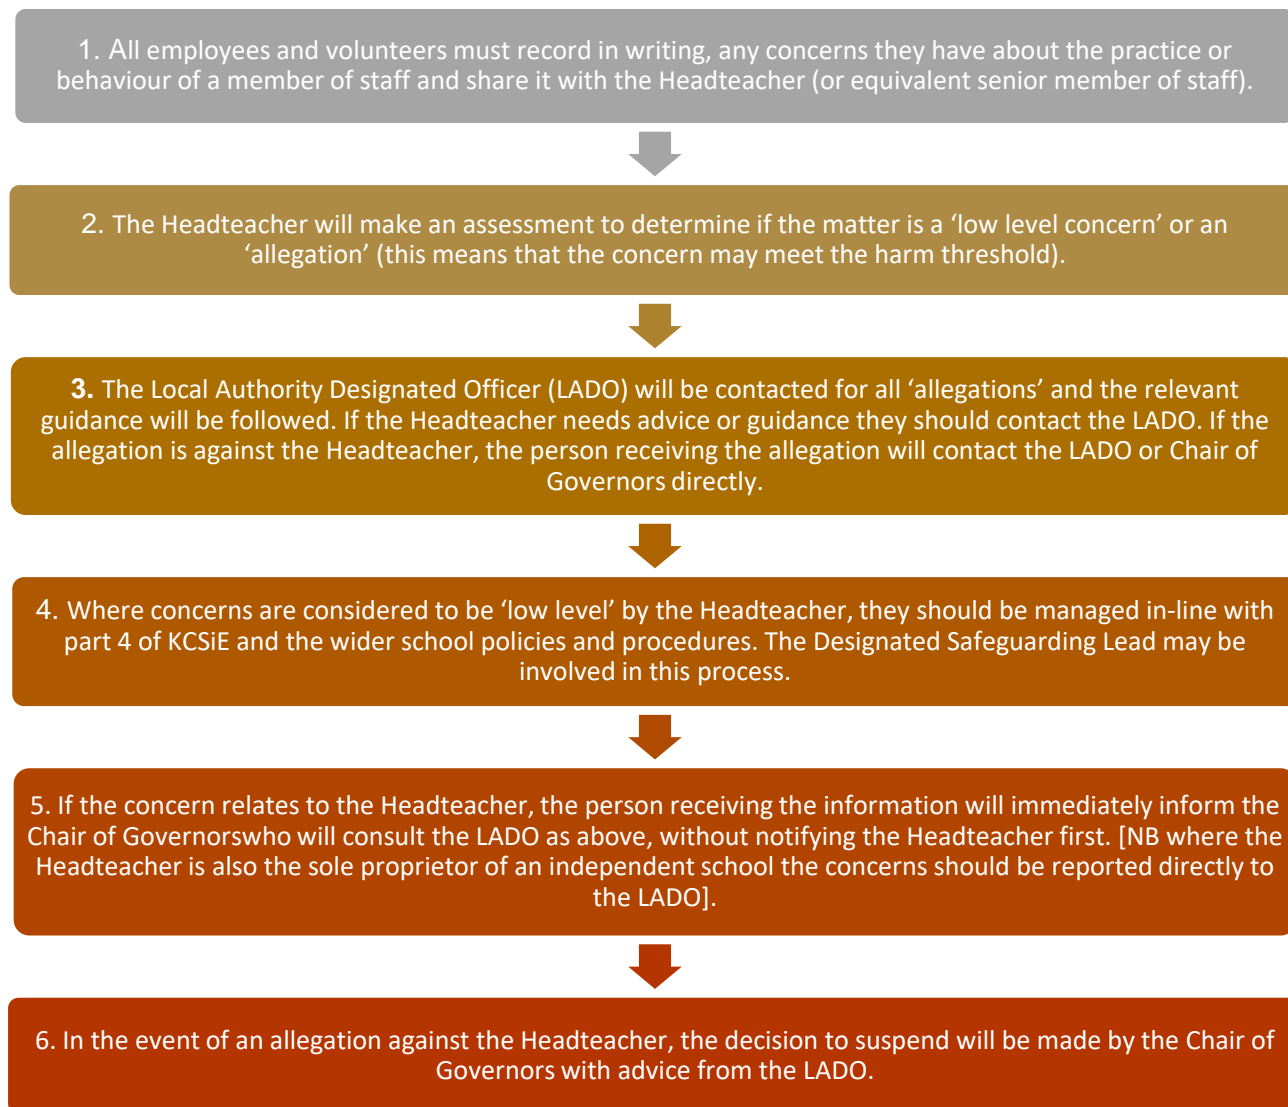 1. All employees and volunteers must record in writing, any concerns they have about the practice or
behaviour of a member of staff and share it with the Headteacher (or equivalent senior member of staff).
2. The Headteacher will make an assessment to determine if the matter is a ‘low level concern’ or an
‘allegation’ (this means that the concern may meet the harm threshold).
3. The Local Authority Designated Officer (LADO) will be contacted for all ‘allegations’ and the relevant
guidance will be followed. If the Headteacher needs advice or guidance they should contact the LADO. If the
allegation is against the Headteacher, the person receiving the allegation will contact the LADO or Chair of
Governors directly.
4. Where concerns are considered to be ‘low level’ by the Headteacher, they should be managed in-line with
part 4 of KCSiE and the wider school policies and procedures. The Designated Safeguarding Lead may be
involved in this process.
5. If the concern relates to the Headteacher, the person receiving the information will immediately inform the
Chair of Governorswho will consult the LADO as above, without notifying the Headteacher first. [NB where the
Headteacher is also the sole proprietor of an independent school the concerns should be reported directly to
the LADO].
6. In the event of an allegation against the Headteacher, the decision to suspend will be made by the Chair of
Governors with advice from the LADO.